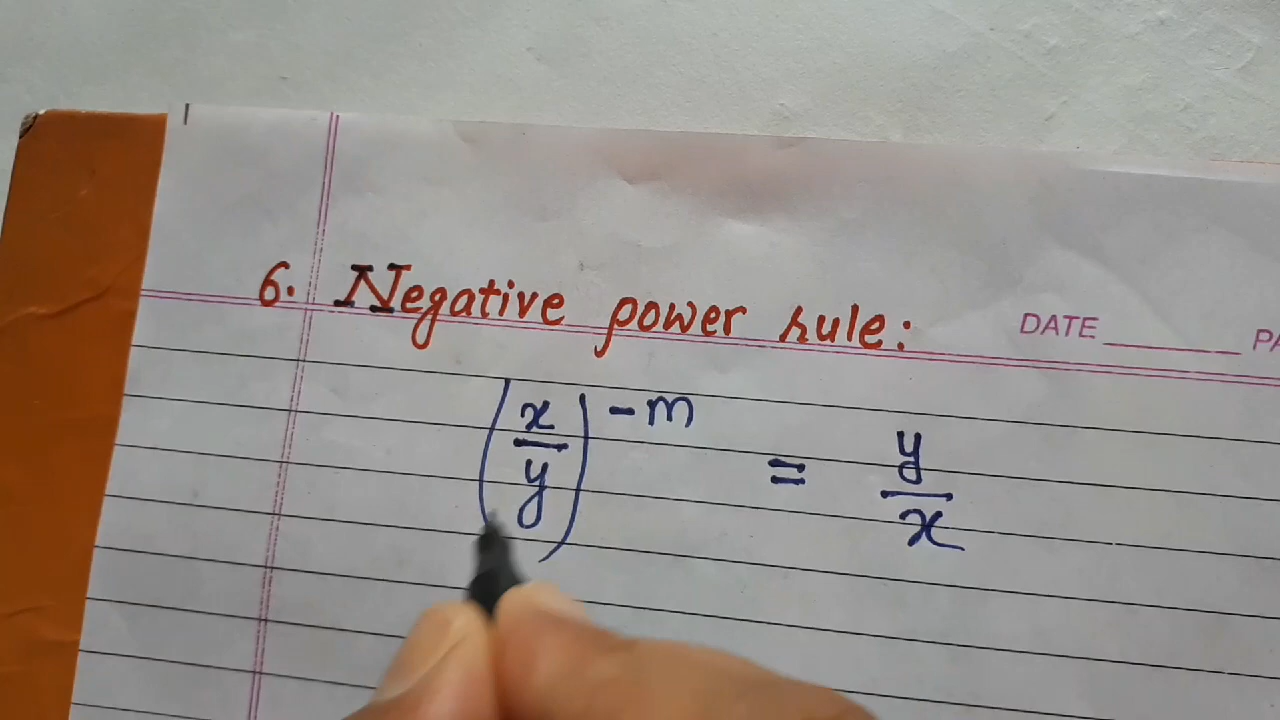 6. Negative power rule:
DATE
(x/y)^-m = y/x